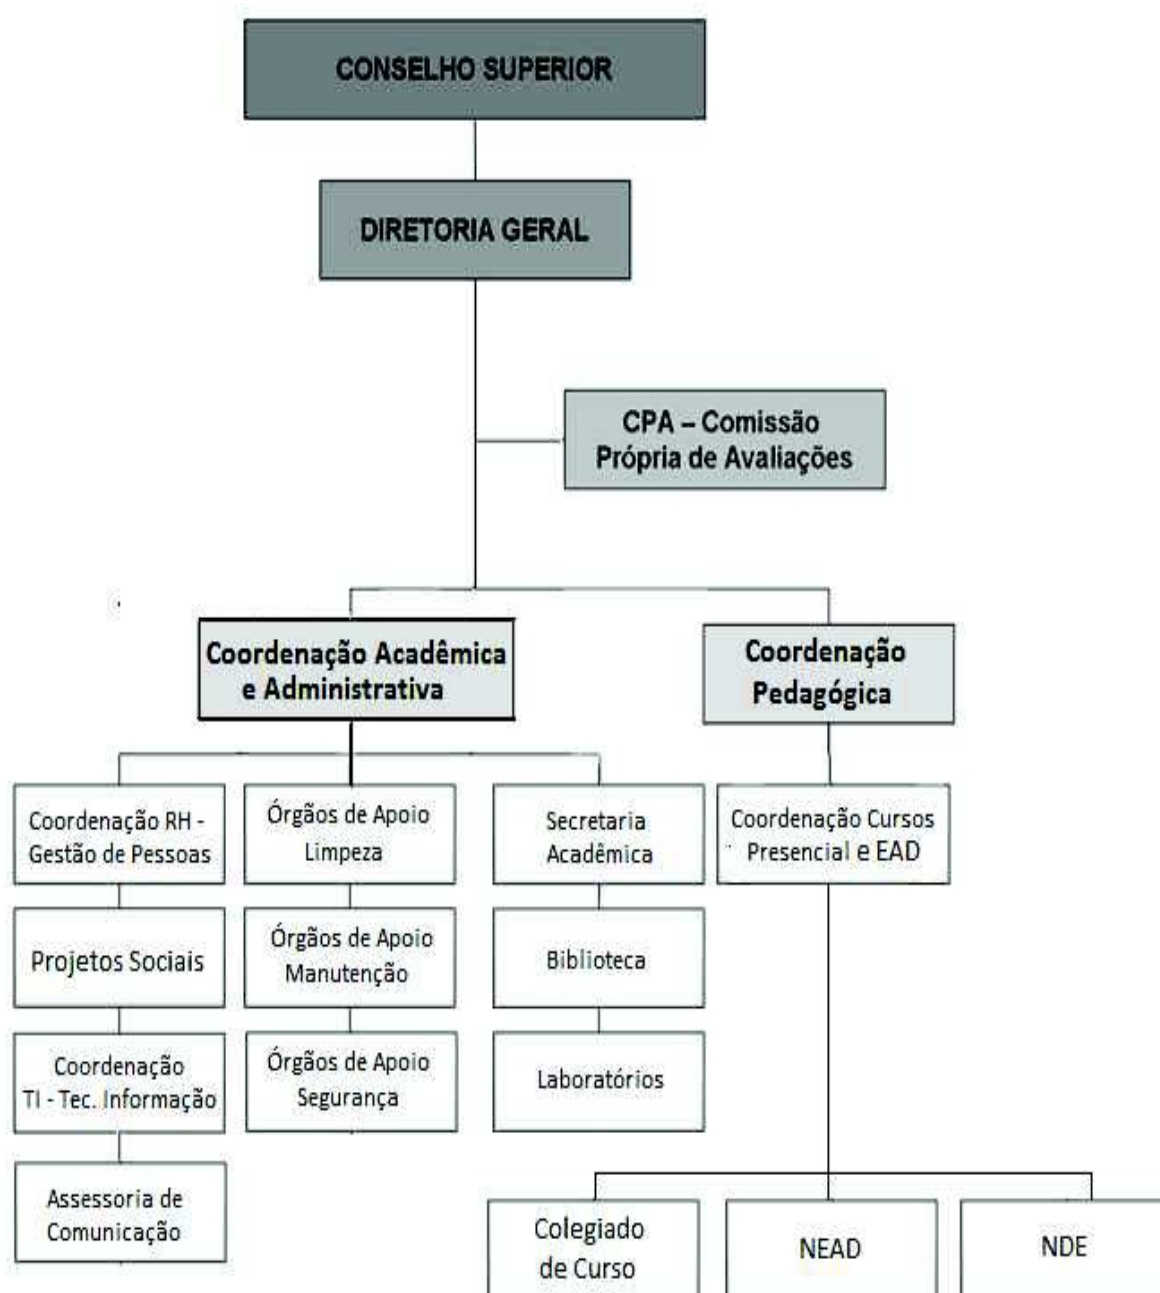 CONSELHO SUPERIOR
DIRETORIA GERAL
CPA – Comissão
Própria de Avaliações
Coordenação Acadêmica
e Administrativa
Coordenação
Pedagógica
Coordenação RH -
Gestão de Pessoas
Órgãos de Apoio
Limpeza
Secretaria
Acadêmica
Coordenação Cursos
Presencial e EAD
Projetos Sociais
Órgãos de Apoio
Manutenção
Biblioteca
Coordenação
TI - Tec. Informação
Órgãos de Apoio
Segurança
Laboratórios
Assessoria de
Comunicação
Colegiado
de Curso
NEAD
NDE